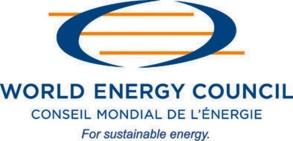 WORLD ENERGY COUNCIL
CONSEIL MONDIAL DE L'ÉNERGIE
For sustainable energy.